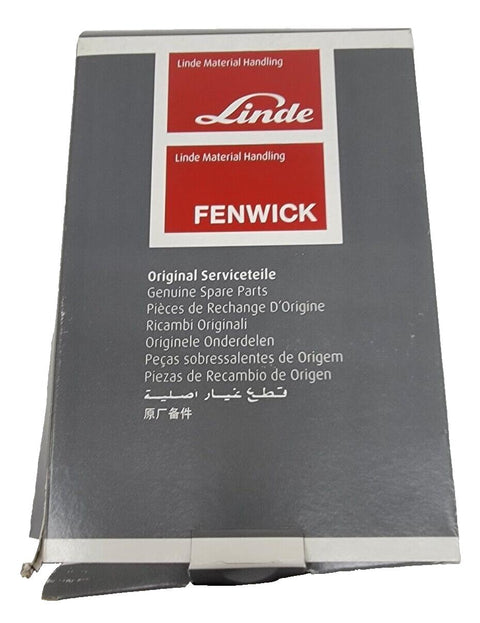 Linde Material Handling
Linde
Linde Material Handling
FENWICK
Original Serviceteile
Genuine Spare Parts
Pièces de Rechange D'Origine
Ricambi Originali
Originele Onderdelen
Peças sobressalentes de Origem
Piezas de Recambio de Origen
قطع غيار اصلية
原厂备件